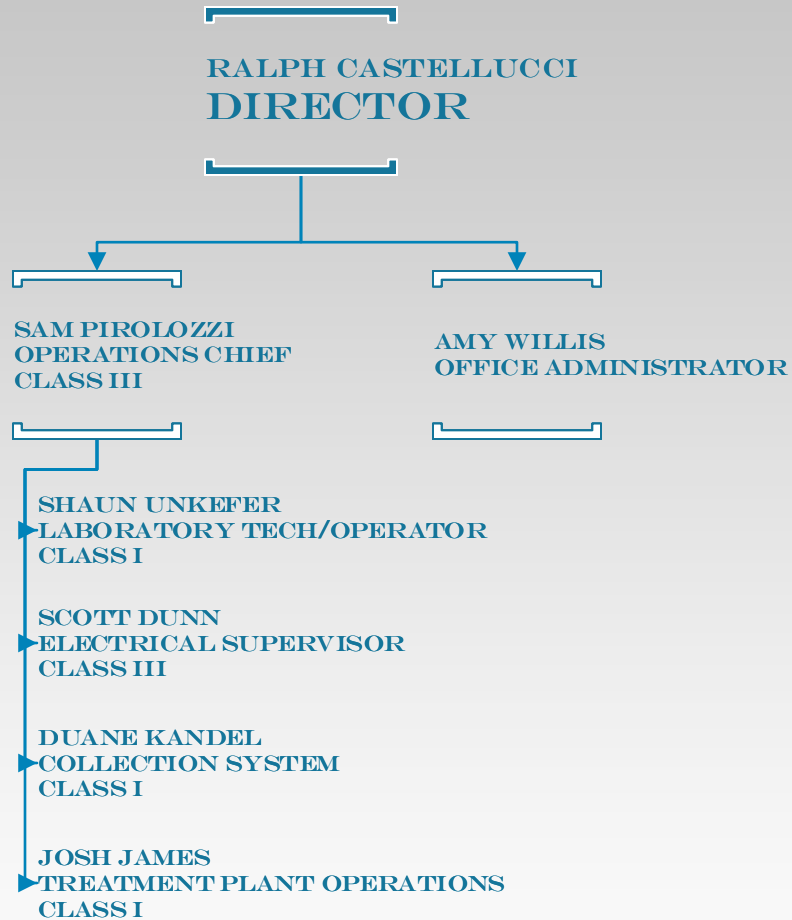 RALPH CASTELLUCCI
DIRECTOR
SAM PIROLOZZI
OPERATIONS CHIEF
CLASS III
AMY WILLIS
OFFICE ADMINISTRATOR
SHAUN UNKEFER
LABORATORY TECH/OPERATOR
CLASS I
SCOTT DUNN
ELECTRICAL SUPERVISOR
CLASS III
DUANE KANDEL
COLLECTION SYSTEM
CLASS I
JOSH JAMES
TREATMENT PLANT OPERATIONS
CLASS I